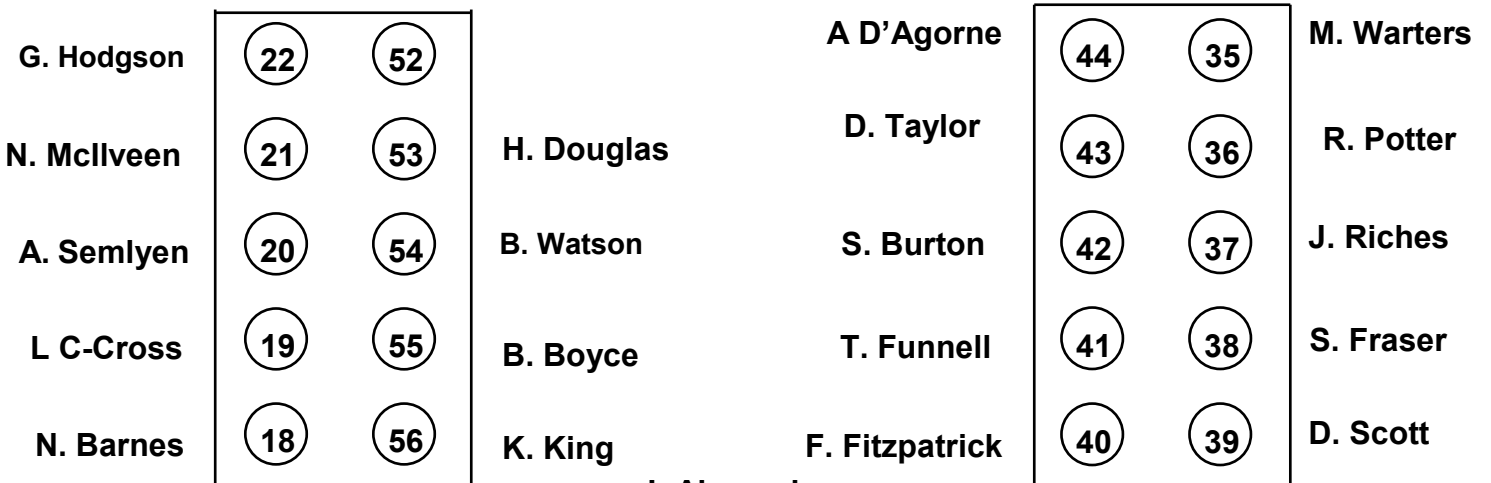 G. Hodgson 22 52 A D’Agorne 44 35 M. Warters
N. McIlveen 21 53 H. Douglas D. Taylor 43 36 R. Potter
A. Semlyen 20 54 B. Watson S. Burton 42 37 J. Riches
L C-Cross 19 55 B. Boyce T. Funnell 41 38 S. Fraser
N. Barnes 18 56 K. King F. Fitzpatrick 40 39 D. Scott